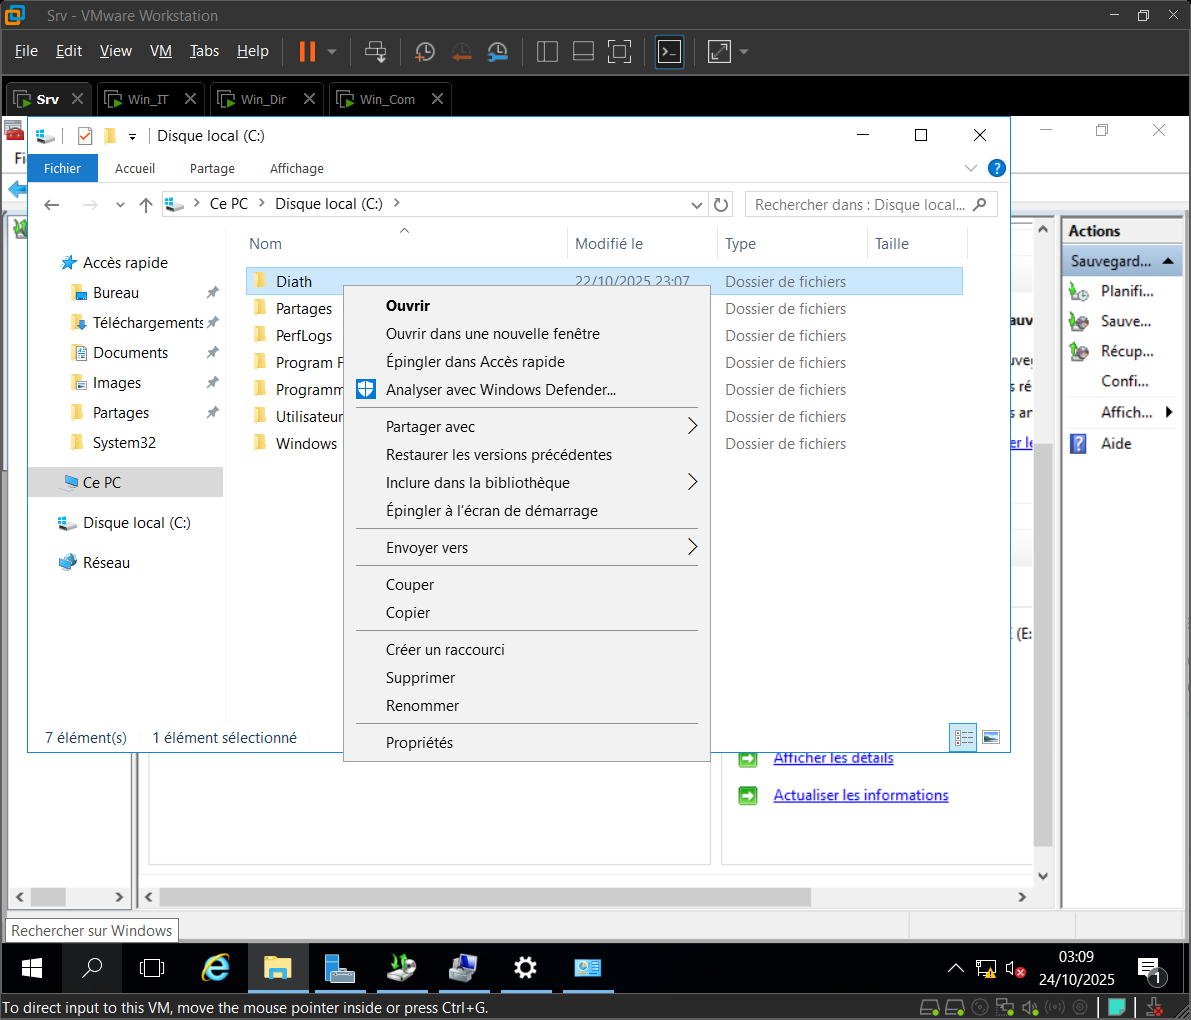 Srv - VMware Workstation
File Edit View VM Tabs Help
Srv Win_IT Win_Dir Win_Com
Disque local (C:)
Fi
Fichier Accueil Partage Affichage
Ce PC Disque local (C:)
Rechercher dans : Disque local...
Nom Modifié le Type Taille
Accès rapide
Bureau
Téléchargements
Documents
Images
Partages
System32
Ce PC
Disque local (C:)
Réseau
Diath 22/10/2025 23:07 Dossier de fichiers
Partages Dossier de fichiers
PerfLogs Dossier de fichiers
Program F Dossier de fichiers
Programm Dossier de fichiers
Utilisateur Dossier de fichiers
Windows Dossier de fichiers
Ouvrir
Ouvrir dans une nouvelle fenêtre
Épingler dans Accès rapide
Analyser avec Windows Defender...
Partager avec
Restaurer les versions précédentes
Inclure dans la bibliothèque
Épingler à l'écran de démarrage
Envoyer vers
Couper
Copier
Créer un raccourci
Supprimer
Renommer
Propriétés
7 élément(s) 1 élément sélectionné
Actions
Sauvegard...
Planifi...
Sauve...
Récup...
Confi...
Affich...
Aide
(E:
Afficher les détails
Actualiser les informations
Rechercher sur Windows
03:09
24/10/2025
1
To direct input to this VM, move the mouse pointer inside or press Ctrl+G.